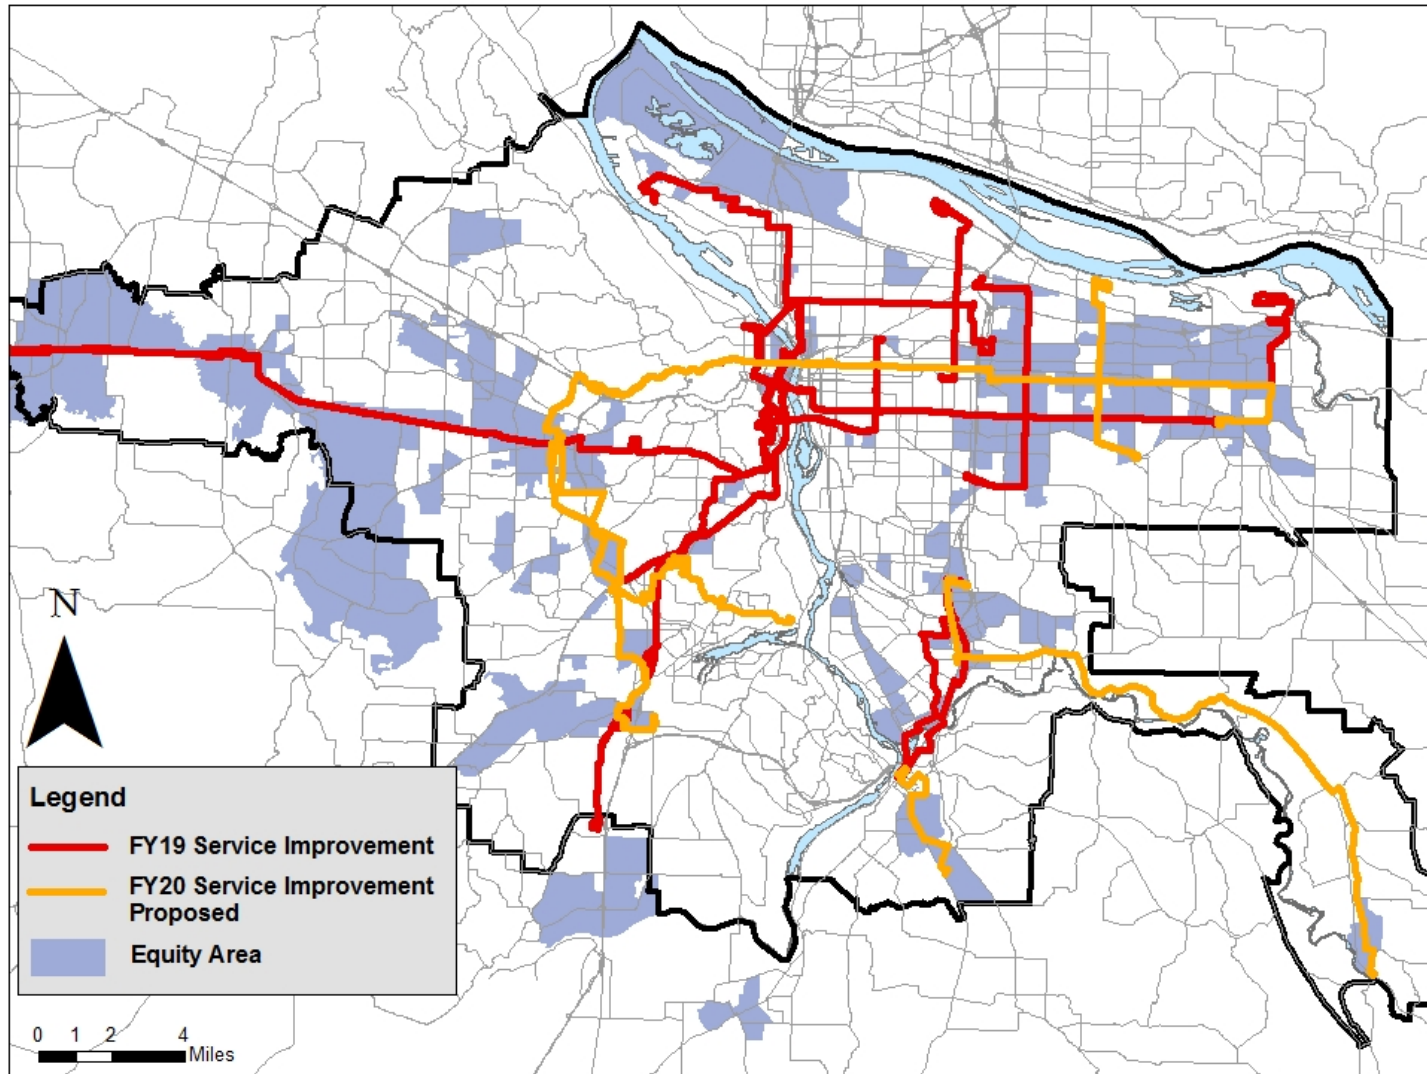 N
Legend
FY19 Service Improvement
FY20 Service Improvement
Proposed
Equity Area
0 1 2 4
Miles